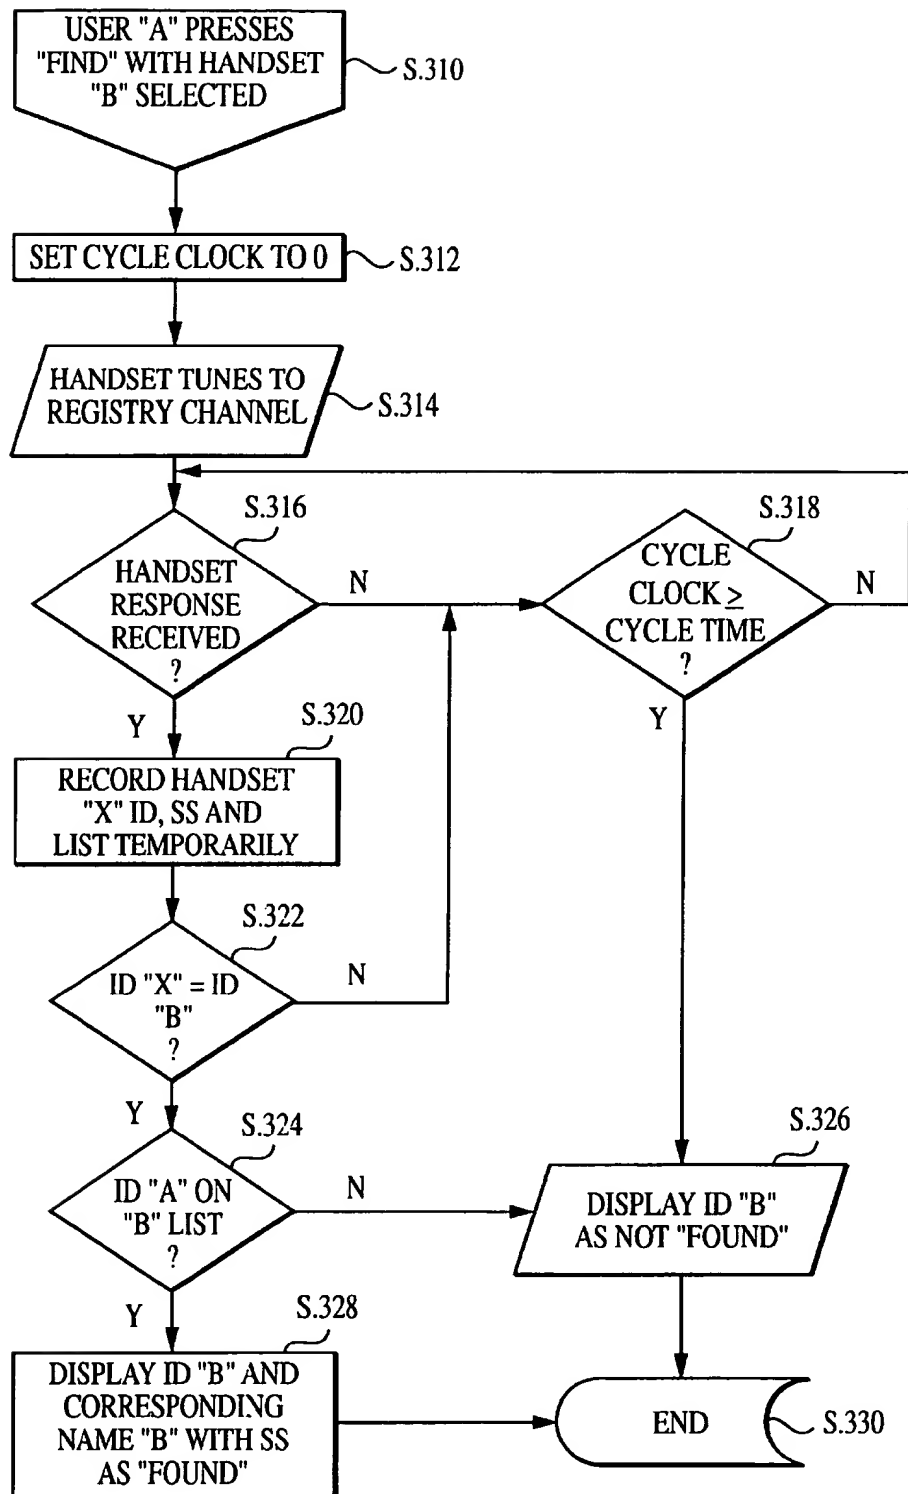 USER "A" PRESSES
"FIND" WITH HANDSET
"B" SELECTED
S.310
SET CYCLE CLOCK TO 0
S.312
HANDSET TUNES TO
REGISTRY CHANNEL
S.314
S.316
HANDSET
RESPONSE
RECEIVED
?
N
Y
S.318
CYCLE
CLOCK ≥
CYCLE TIME
?
N
Y
S.320
RECORD HANDSET
"X" ID, SS AND
LIST TEMPORARILY
S.322
ID "X" = ID
"B"
?
N
Y
S.324
ID "A" ON
"B" LIST
?
N
Y
S.326
DISPLAY ID "B"
AS NOT "FOUND"
S.328
DISPLAY ID "B" AND
CORRESPONDING
NAME "B" WITH SS
AS "FOUND"
END
S.330